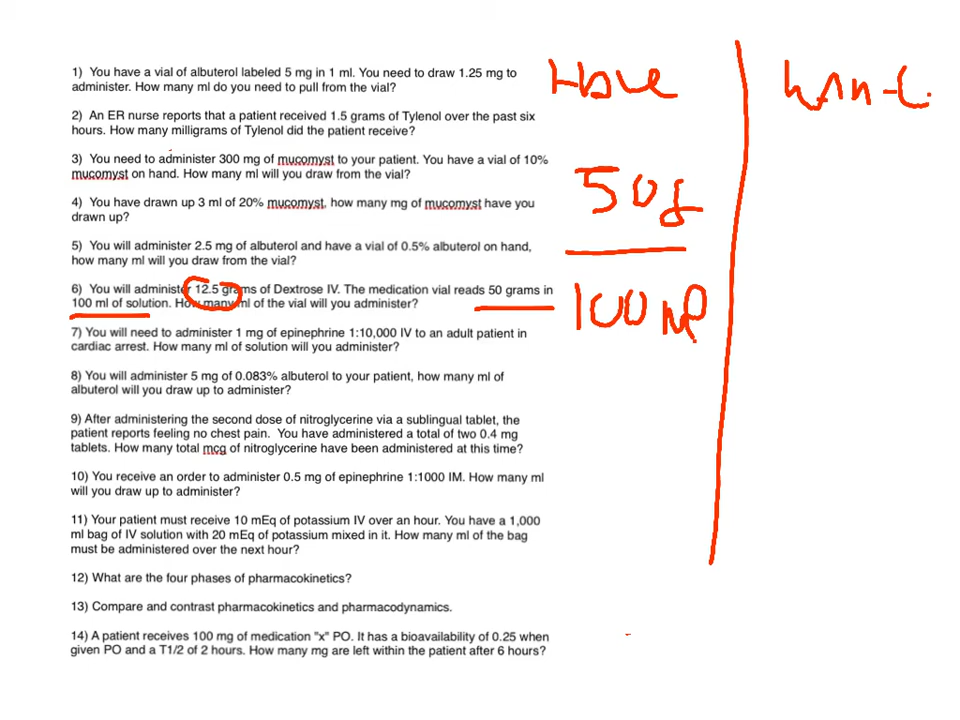 1) You have a vial of albuterol labeled 5 mg in 1 ml. You need to draw 1.25 mg to
administer. How many ml do you need to pull from the vial?
2) An ER nurse reports that a patient received 1.5 grams of Tylenol over the past six
hours. How many milligrams of Tylenol did the patient receive?
3) You need to administer 300 mg of mucomyst to your patient. You have a vial of 10%
mucomyst on hand. How many ml will you draw from the vial?
4) You have drawn up 3 ml of 20% mucomyst, how many mg of mucomyst have you
drawn up?
5) You will administer 2.5 mg of albuterol and have a vial of 0.5% albuterol on hand,
how many ml will you draw from the vial?
6) You will administer 12.5 grams of Dextrose IV. The medication vial reads 50 grams in
100 ml of solution. How many ml of the vial will you administer?
7) You will need to administer 1 mg of epinephrine 1:10,000 IV to an adult patient in
cardiac arrest. How many ml of solution will you administer?
8) You will administer 5 mg of 0.083% albuterol to your patient, how many ml of
albuterol will you draw up to administer?
9) After administering the second dose of nitroglycerine via a sublingual tablet, the
patient reports feeling no chest pain. You have administered a total of two 0.4 mg
tablets. How many total mcg of nitroglycerine have been administered at this time?
10) You receive an order to administer 0.5 mg of epinephrine 1:1000 IM. How many ml
will you draw up to administer?
11) Your patient must receive 10 mEq of potassium IV over an hour. You have a 1,000
ml bag of IV solution with 20 mEq of potassium mixed in it. How many ml of the bag
must be administered over the next hour?
12) What are the four phases of pharmacokinetics?
13) Compare and contrast pharmacokinetics and pharmacodynamics.
14) A patient receives 100 mg of medication "x" PO. It has a bioavailability of 0.25 when
given PO and a T1/2 of 2 hours. How many mg are left within the patient after 6 hours?
Have
50g
100 ml
Want